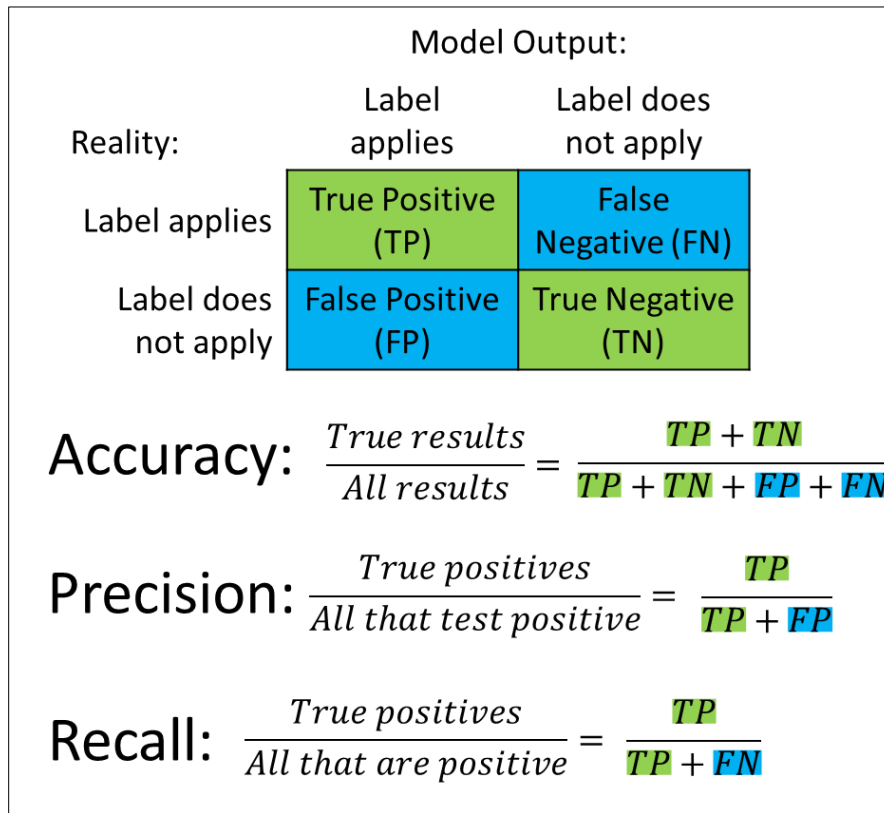 Model Output:
Reality:
Label applies
Label does not apply
Label applies
True Positive (TP)
False Negative (FN)
Label does not apply
False Positive (FP)
True Negative (TN)
Accuracy: True results / All results = TP + TN / TP + TN + FP + FN
Precision: True positives / All that test positive = TP / TP + FP
Recall: True positives / All that are positive = TP / TP + FN